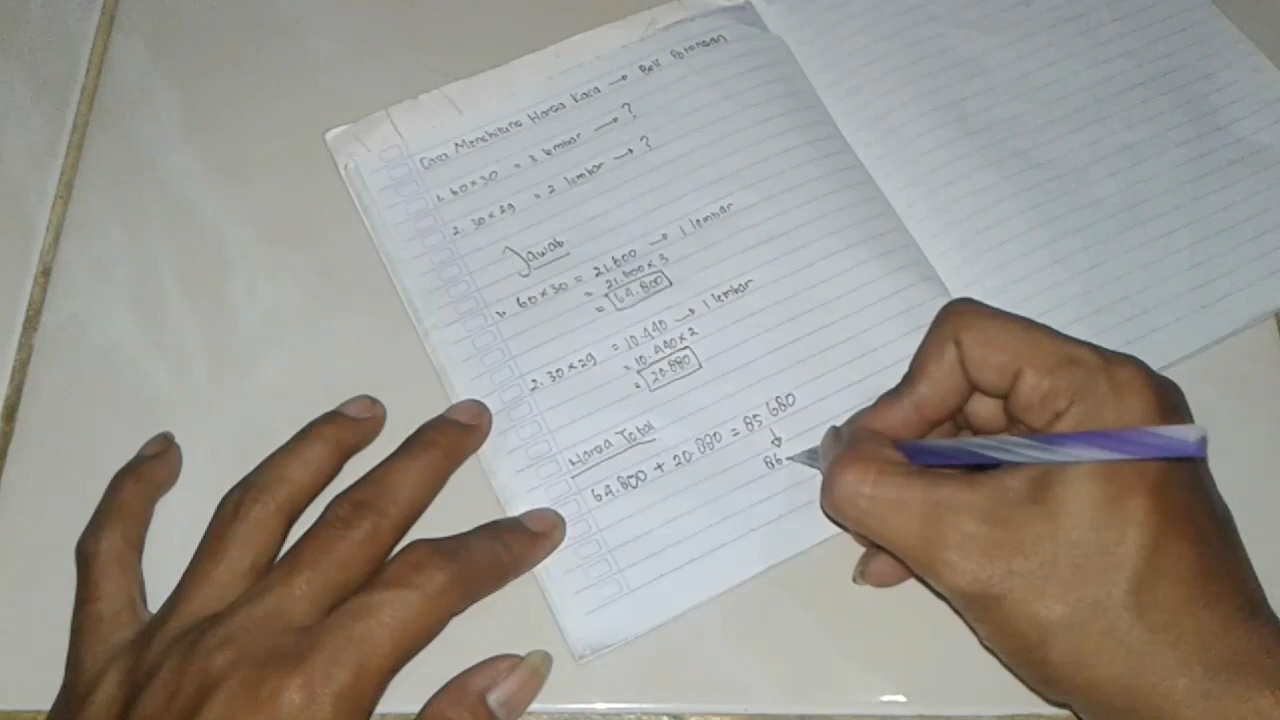 Cara Menghitung Harga Kaca → Beli Potongan
1. 60 x 30 = 3 lembar → ?
2. 30 x 29 = 2 lembar → ?
Jawab
1. 60 x 30 = 21.600 → 1 lembar
= 21.600 x 3
= 64.800
2. 30 x 29 = 10.440 → 1 lembar
= 10.440 x 2
= 20.880
Harga Total
64.800 + 20.880 = 85 680
↓
86